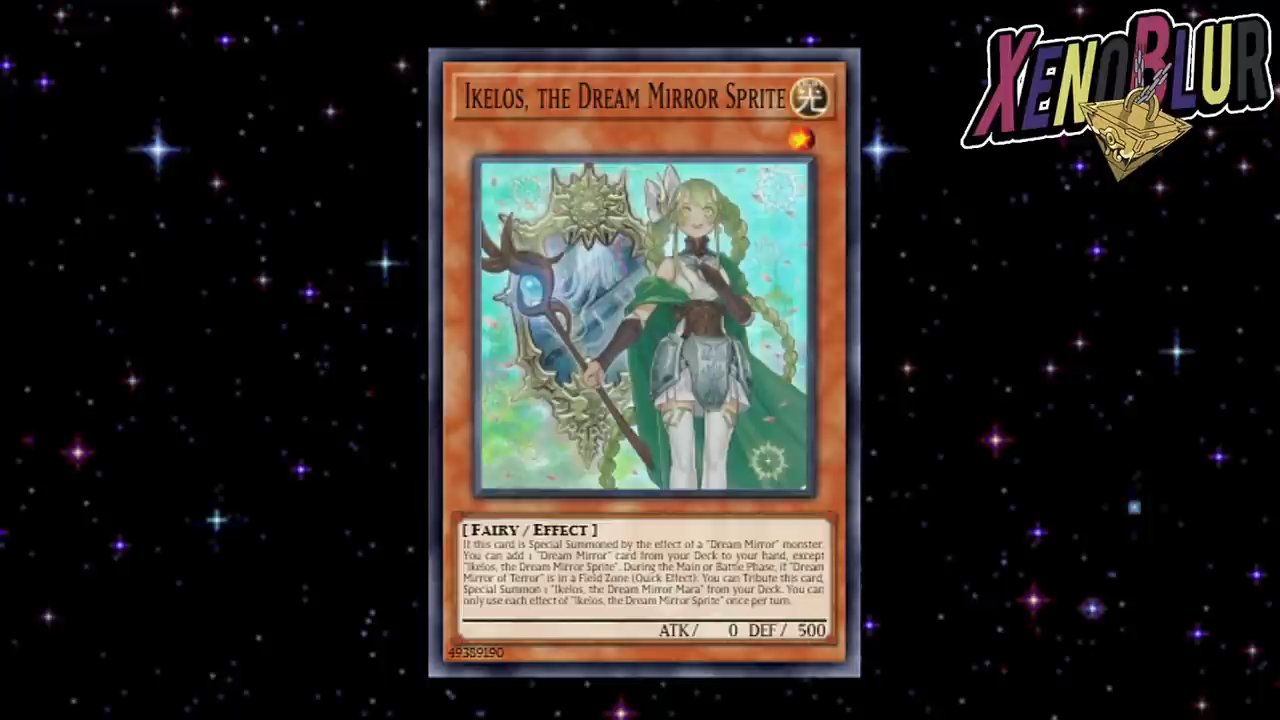 XENOBLUR
IKELOS, THE DREAM MIRROR SPRITE
光
[ FAIRY / EFFECT ]
If this card is Special Summoned by the effect of a "Dream Mirror" monster:
You can add 1 "Dream Mirror" card from your Deck to your hand, except
"Ikelos, the Dream Mirror Sprite". During the Main or Battle Phase, if "Dream
Mirror of Terror" is in a Field Zone (Quick Effect): You can Tribute this card;
Special Summon 1 "Ikelos, the Dream Mirror Mara" from your Deck. You can
only use each effect of "Ikelos, the Dream Mirror Sprite" once per turn.
ATK/ 0 DEF/ 500
49389190